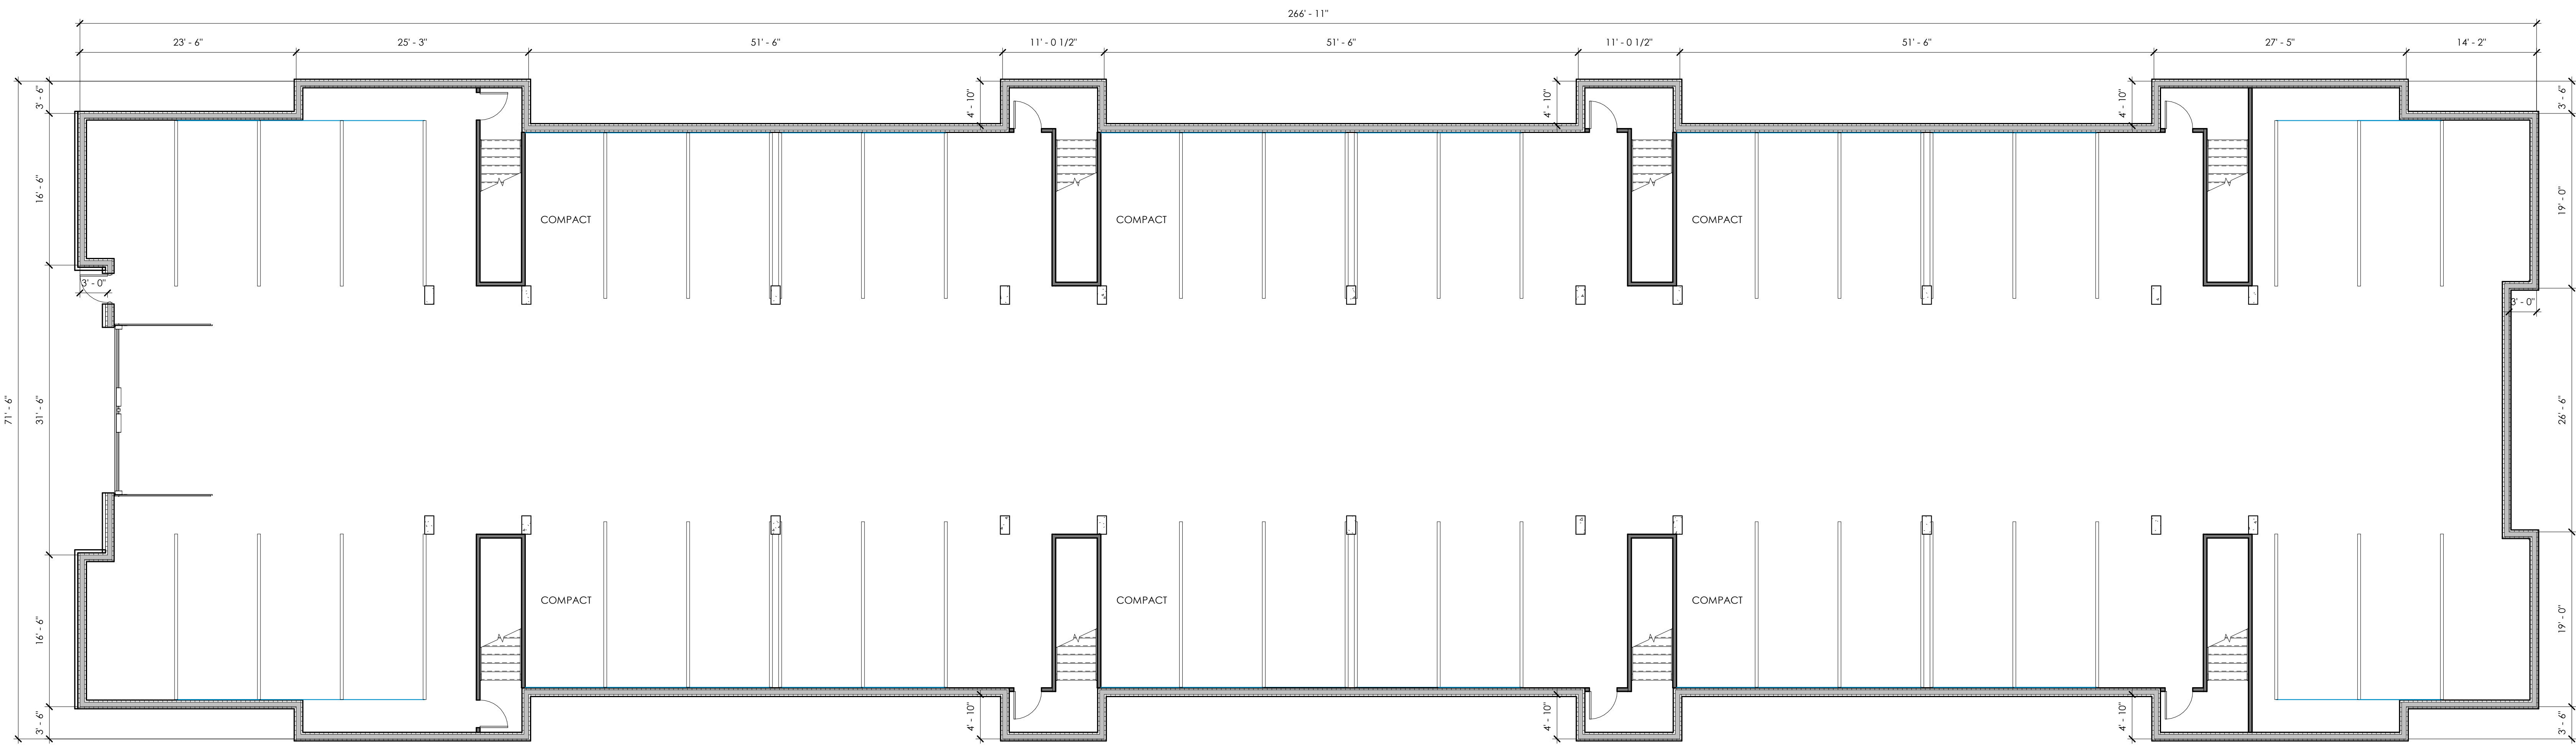 266' - 11"
23' - 6"
25' - 3"
51' - 6"
11' - 0 1/2"
51' - 6"
11' - 0 1/2"
51' - 6"
27' - 5"
14' - 2"
3' - 6"
4' - 10"
4' - 10"
4' - 10"
3' - 6"
16' - 6"
19' - 0"
COMPACT
COMPACT
COMPACT
3' - 0"
3' - 0"
71' - 6"
31' - 6"
26' - 6"
COMPACT
COMPACT
COMPACT
16' - 6"
19' - 0"
3' - 6"
4' - 10"
4' - 10"
4' - 10"
3' - 6"